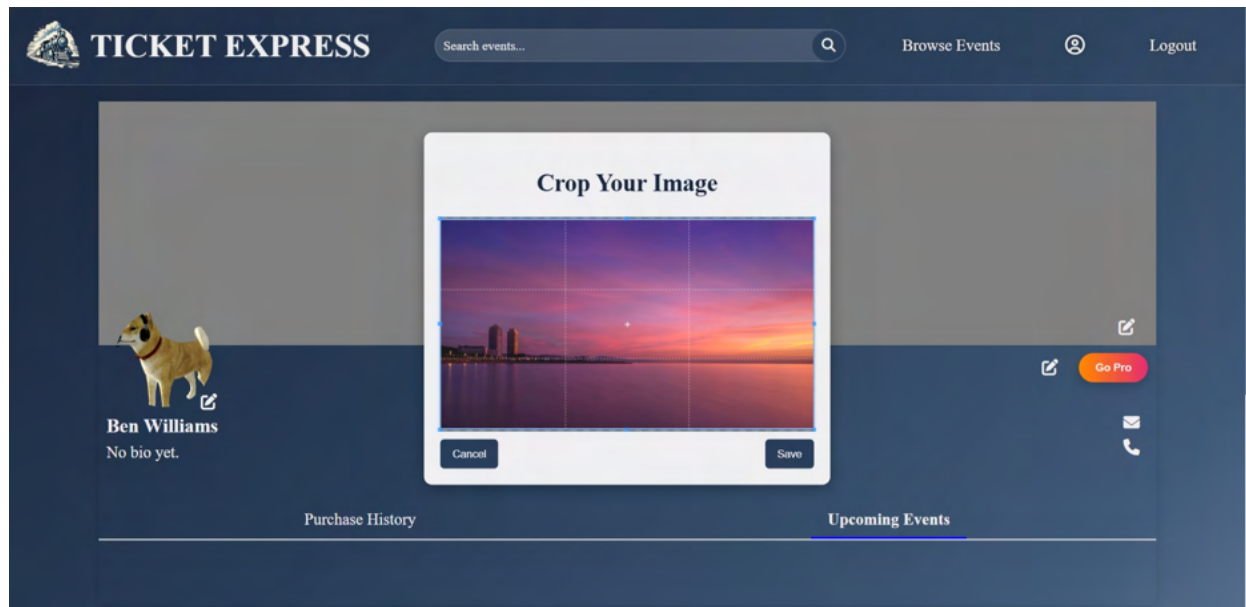 TICKET EXPRESS
Search events...
Browse Events
Logout
Crop Your Image
Cancel
Save
Go Pro
Ben Williams
No bio yet.
Purchase History
Upcoming Events